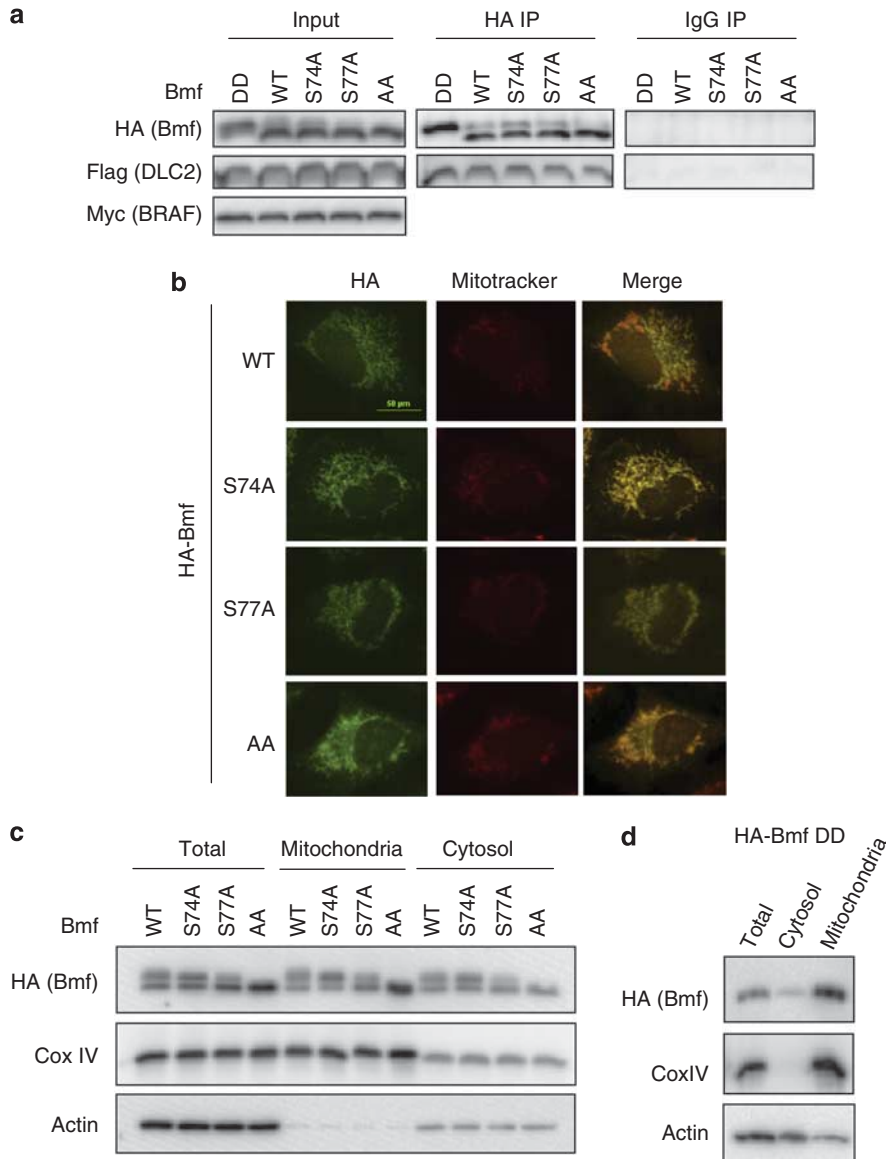 a
Input HA IP IgG IP
Bmf DD WT S74A S77A AA DD WT S74A S77A AA DD WT S74A S77A AA
HA (Bmf)
Flag (DLC2)
Myc (BRAF)
b
HA Mitotracker Merge
HA-Bmf
WT
50 µm
S74A
S77A
AA
c
Total Mitochondria Cytosol
Bmf WT S74A S77A AA WT S74A S77A AA WT S74A S77A AA
HA (Bmf)
Cox IV
Actin
d
HA-Bmf DD
Total Cytosol Mitochondria
HA (Bmf)
CoxIV
Actin